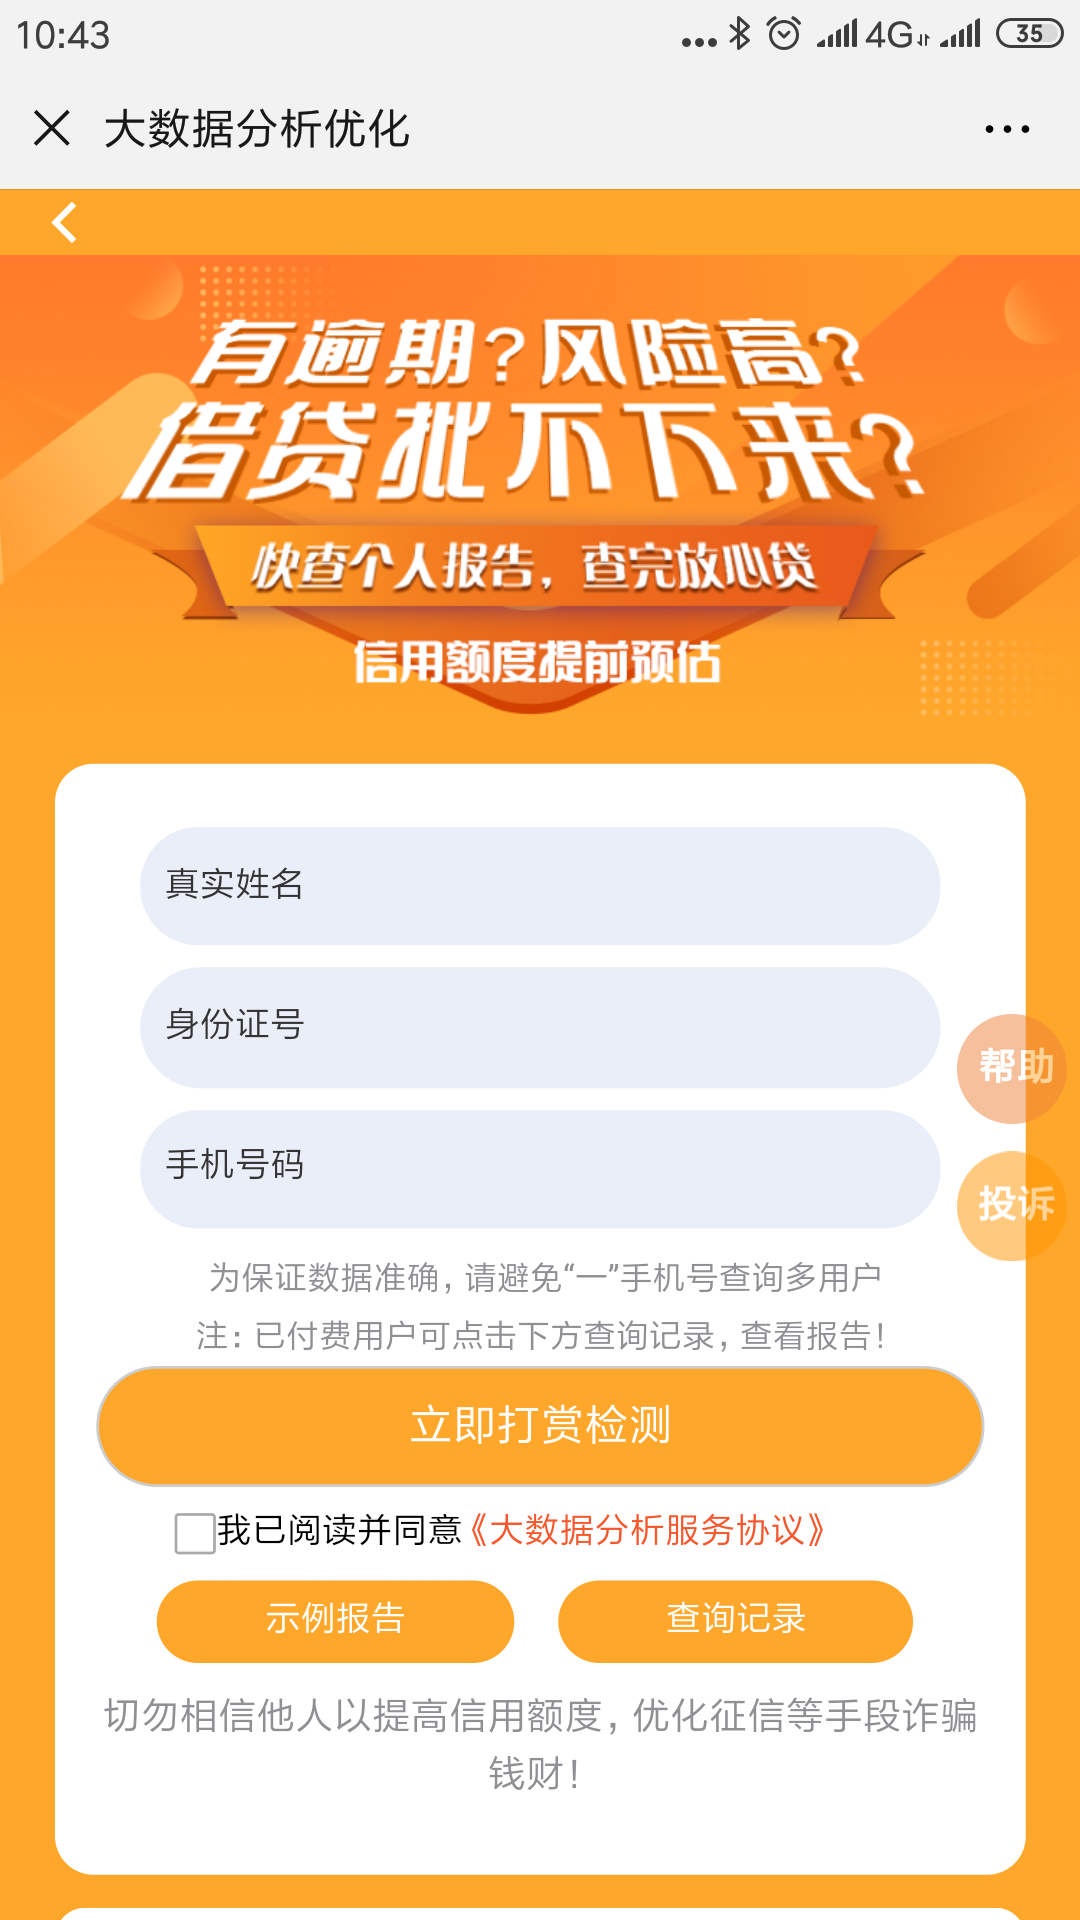 10:43
4G
35
大数据分析优化
有逾期?风险高?
借贷批不下来?
快查个人报告，查完放心贷
信用额度提前预估
真实姓名
身份证号
手机号码
帮助
投诉
为保证数据准确，请避免“一”手机号查询多用户
注：已付费用户可点击下方查询记录，查看报告！
立即打赏检测
我已阅读并同意《大数据分析服务协议》
示例报告
查询记录
切勿相信他人以提高信用额度，优化征信等手段诈骗
钱财！